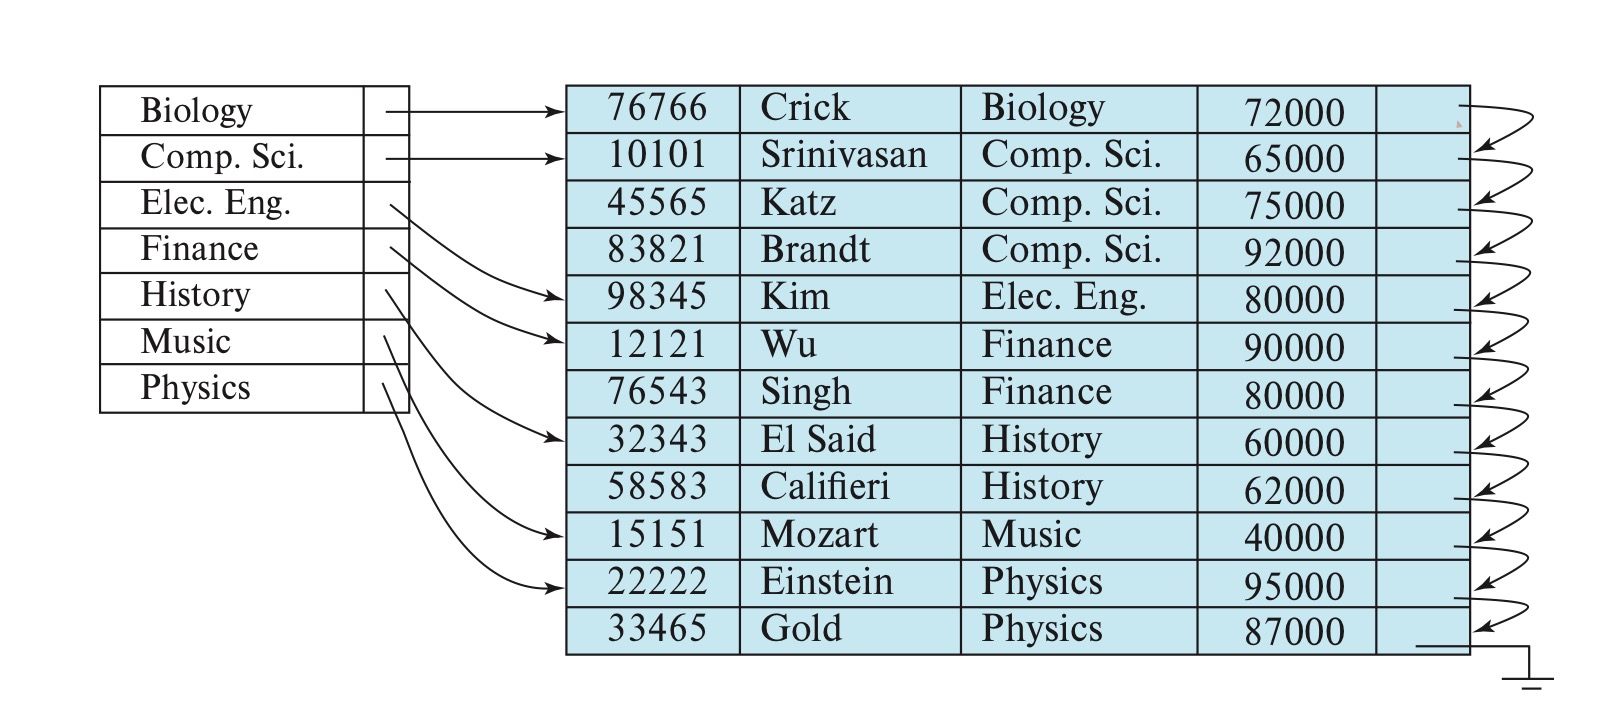 Biology
Comp. Sci.
Elec. Eng.
Finance
History
Music
Physics
76766 Crick Biology 72000
10101 Srinivasan Comp. Sci. 65000
45565 Katz Comp. Sci. 75000
83821 Brandt Comp. Sci. 92000
98345 Kim Elec. Eng. 80000
12121 Wu Finance 90000
76543 Singh Finance 80000
32343 El Said History 60000
58583 Califieri History 62000
15151 Mozart Music 40000
22222 Einstein Physics 95000
33465 Gold Physics 87000